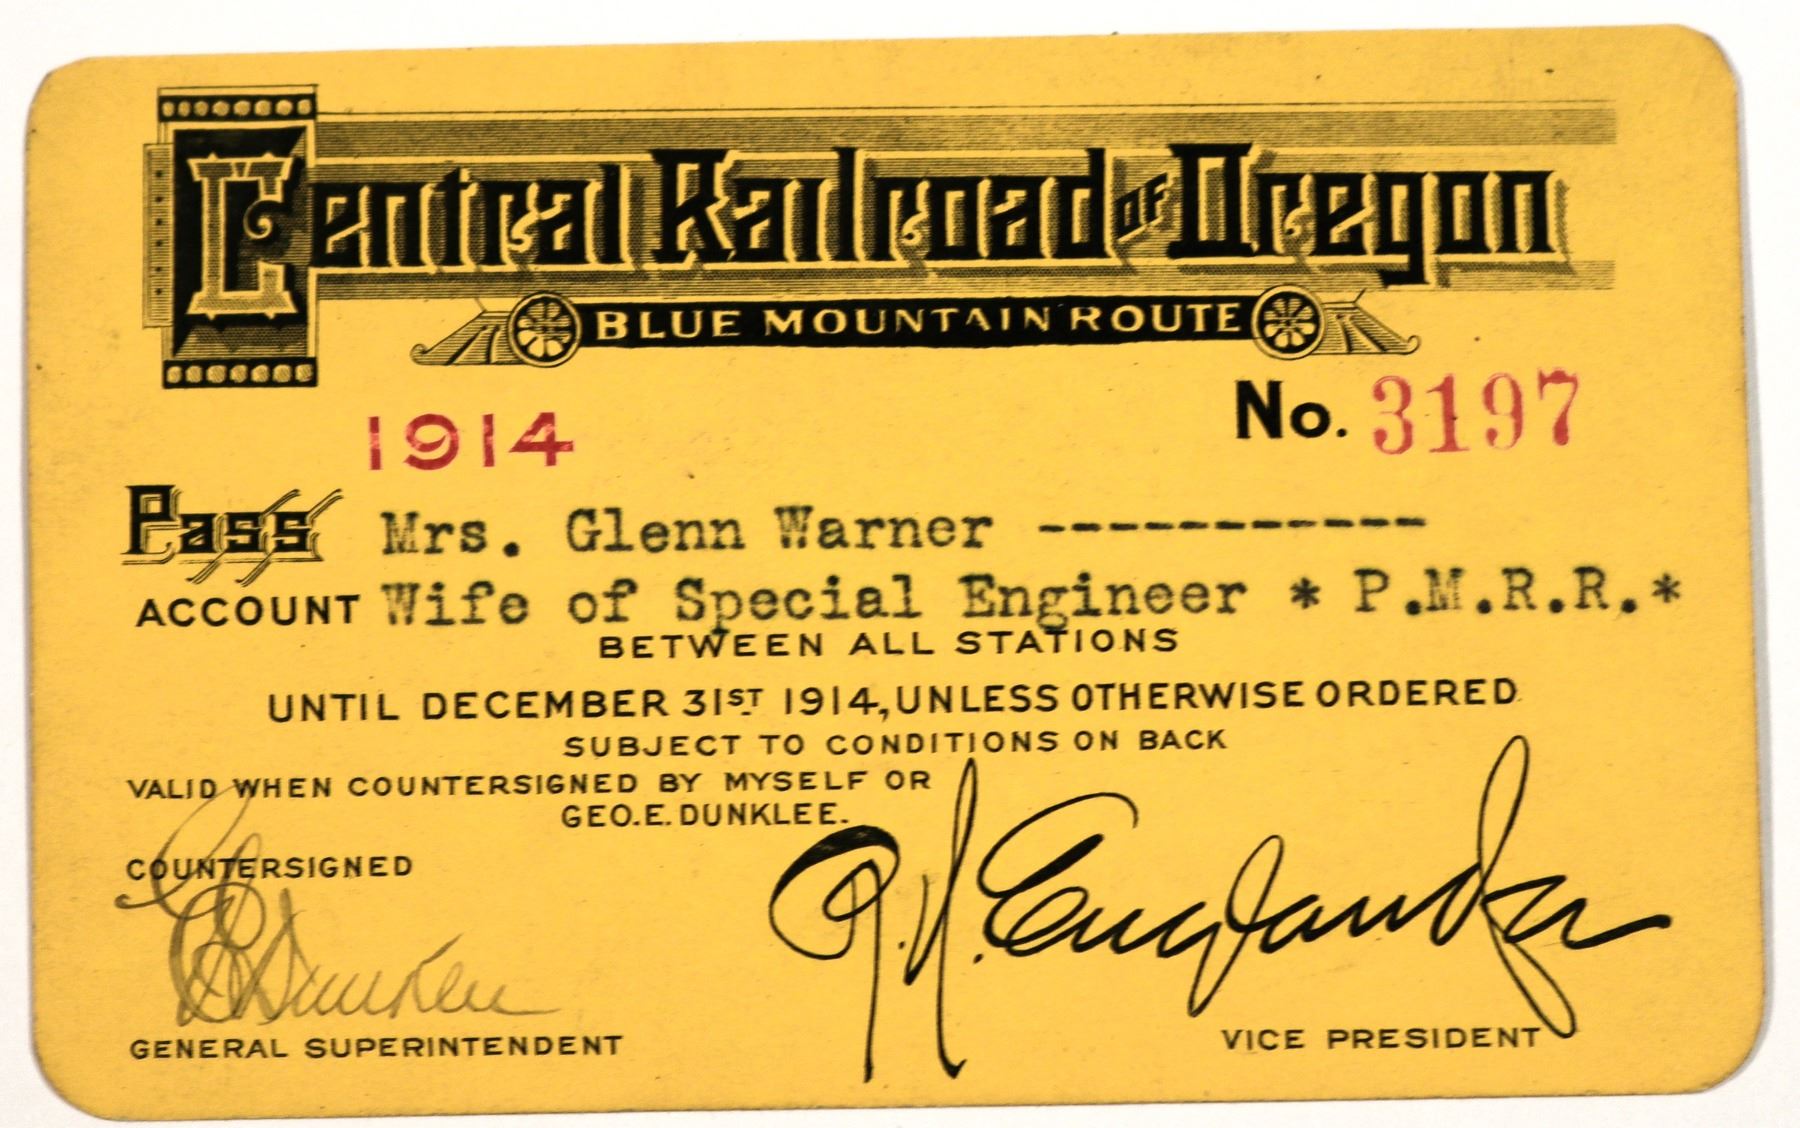 Central Railroad OF Oregon
BLUE MOUNTAIN ROUTE
No. 3197
1914
Pass Mrs. Glenn Warner -----------
ACCOUNT Wife of Special Engineer * P.M.R.R.*
BETWEEN ALL STATIONS
UNTIL DECEMBER 31ST 1914, UNLESS OTHERWISE ORDERED
SUBJECT TO CONDITIONS ON BACK
VALID WHEN COUNTERSIGNED BY MYSELF OR
GEO. E. DUNKLEE.
COUNTERSIGNED
GE Dunklee
GENERAL SUPERINTENDENT
VICE PRESIDENT